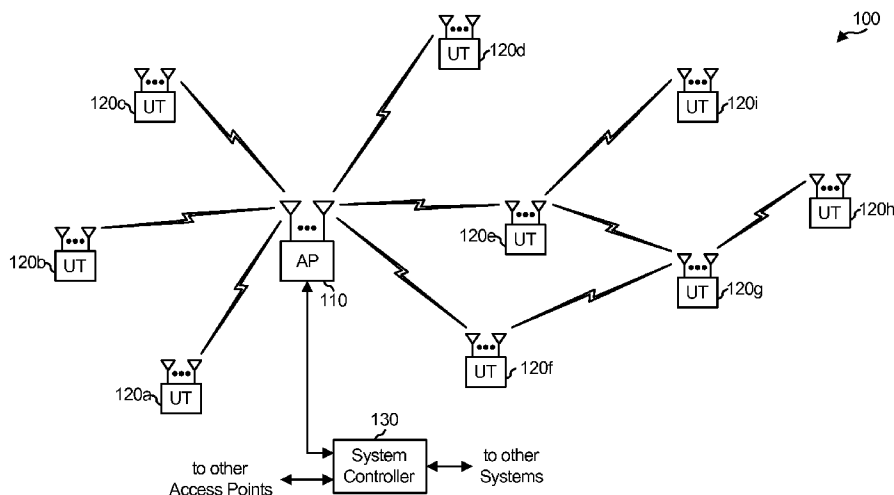 100
UT
120d
120c
UT
120i
UT
120h
UT
120b
UT
120e
UT
AP
110
120g
UT
120f
UT
120a
UT
130
System
Controller
to other
Access Points
to other
Systems